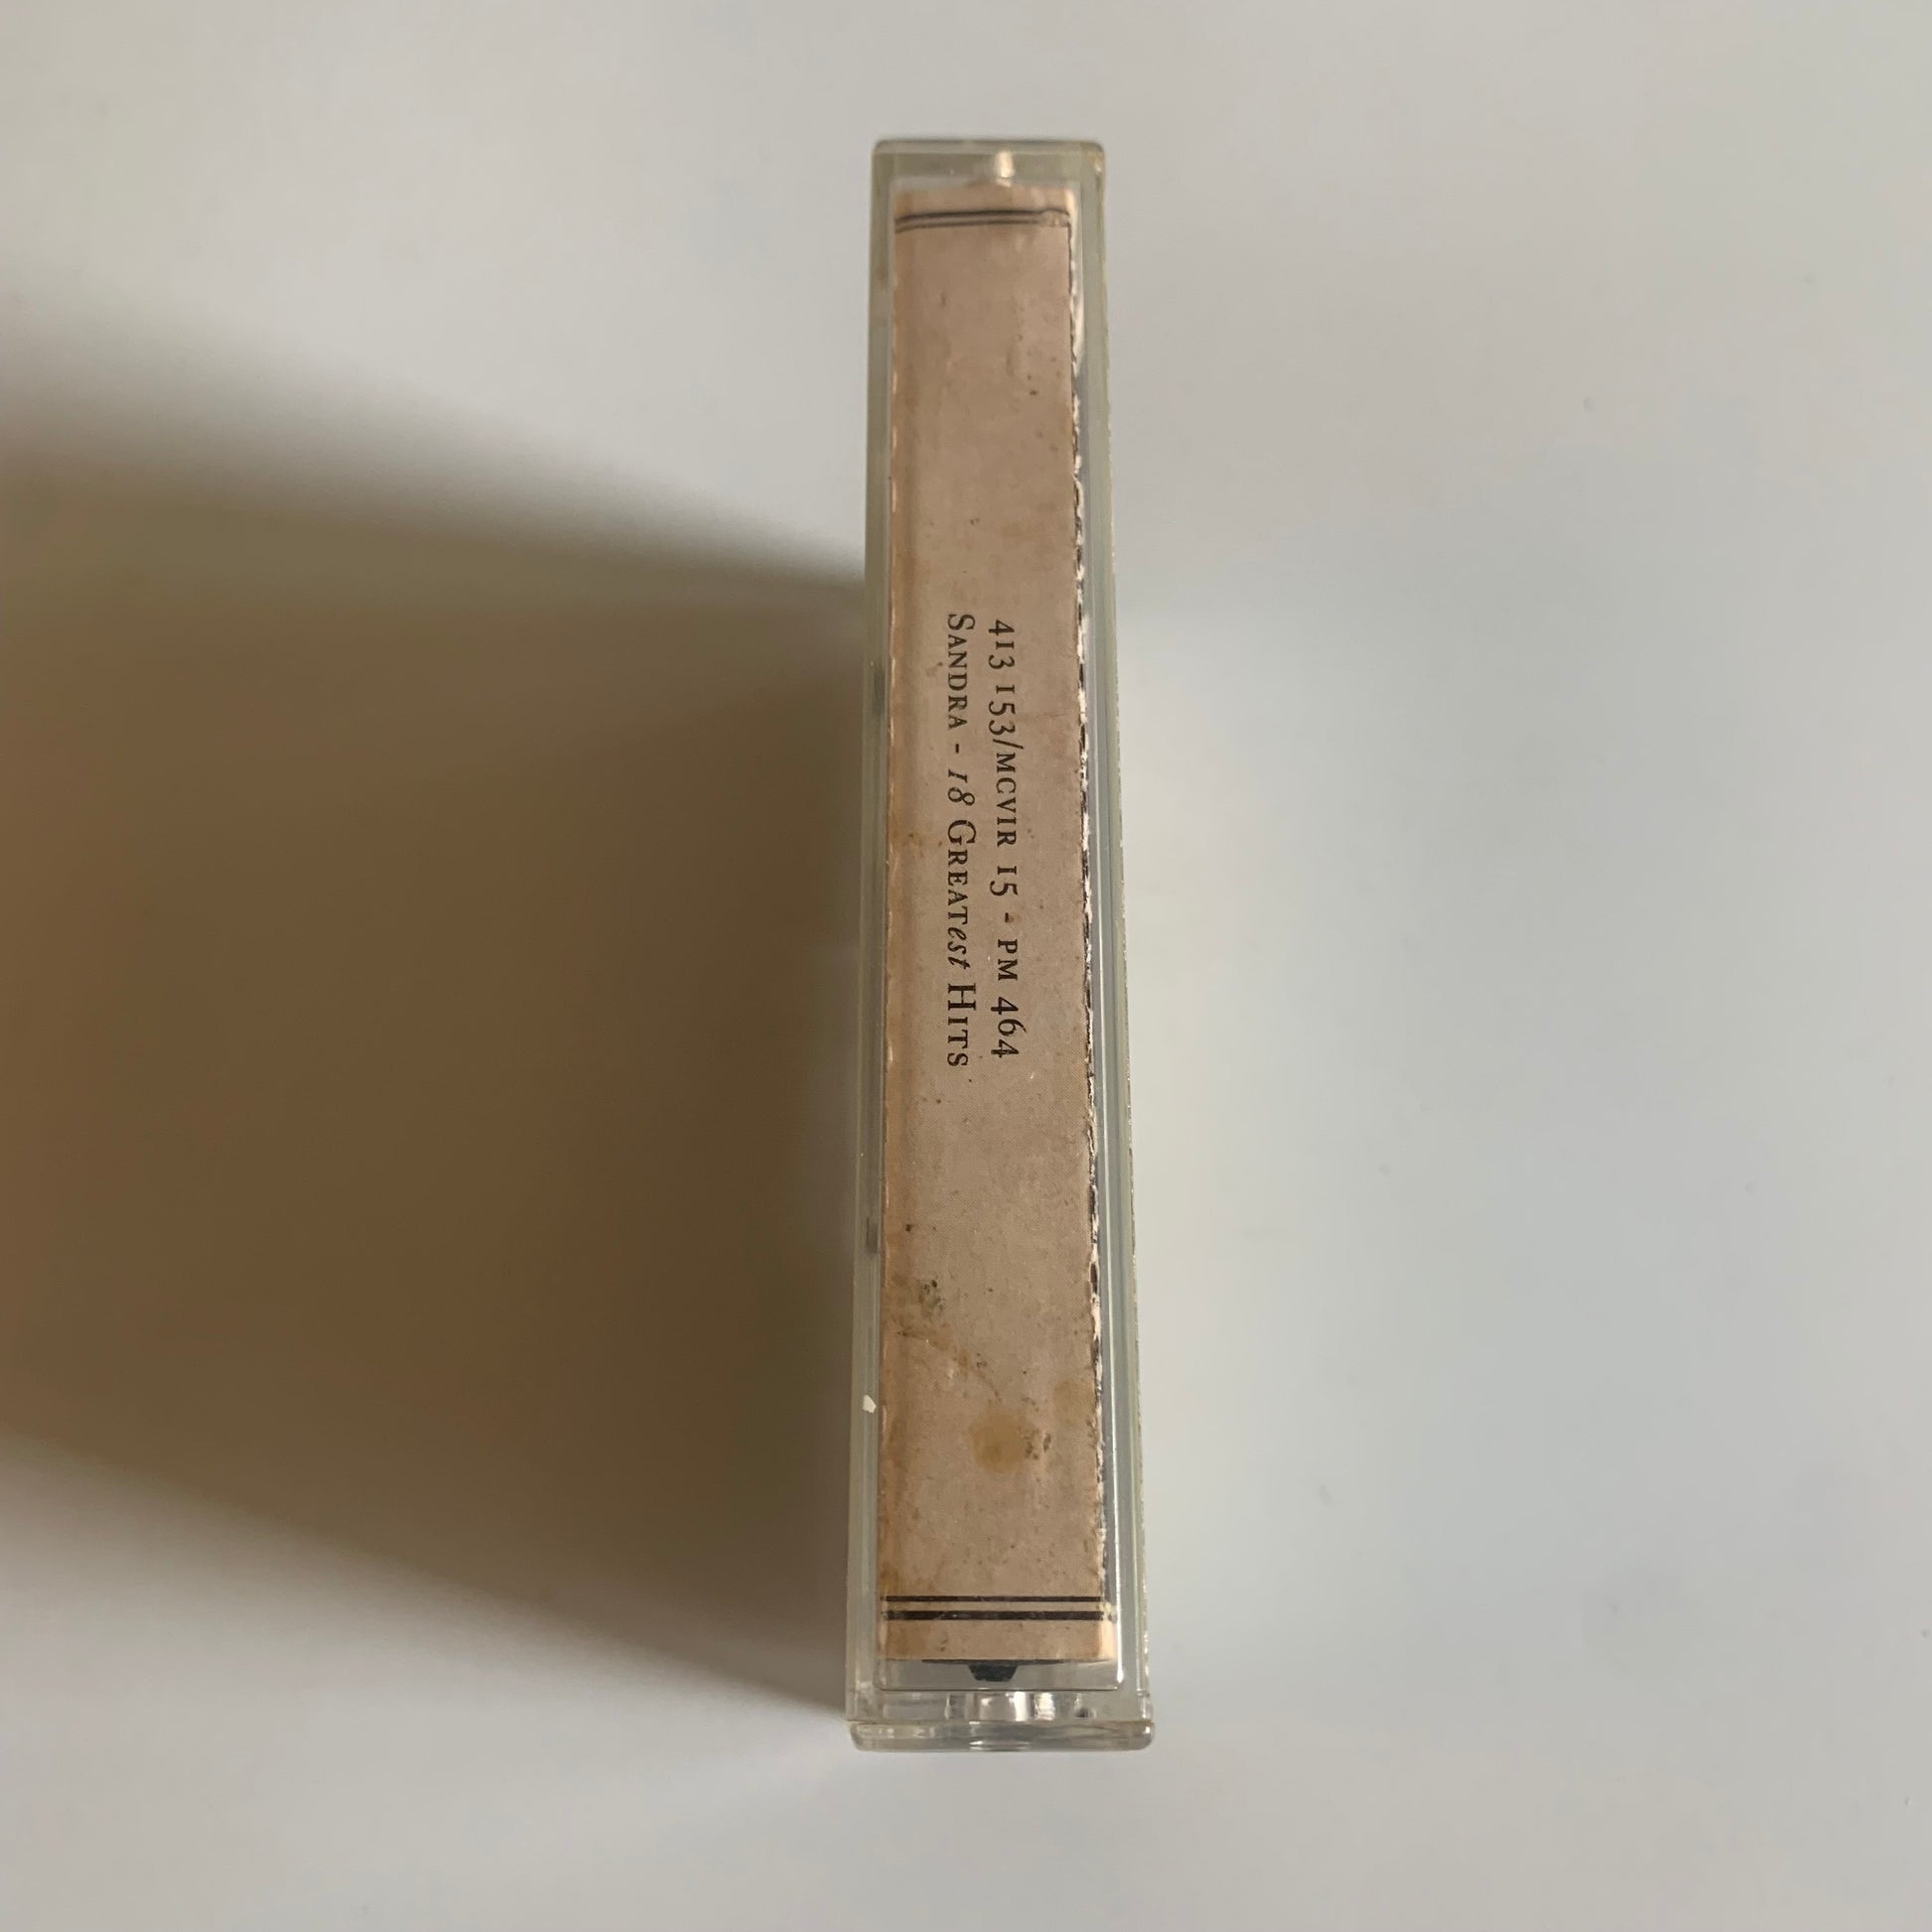 413 153/MCVIR 15 - PM 464
SANDRA - 18 GREATest HITS